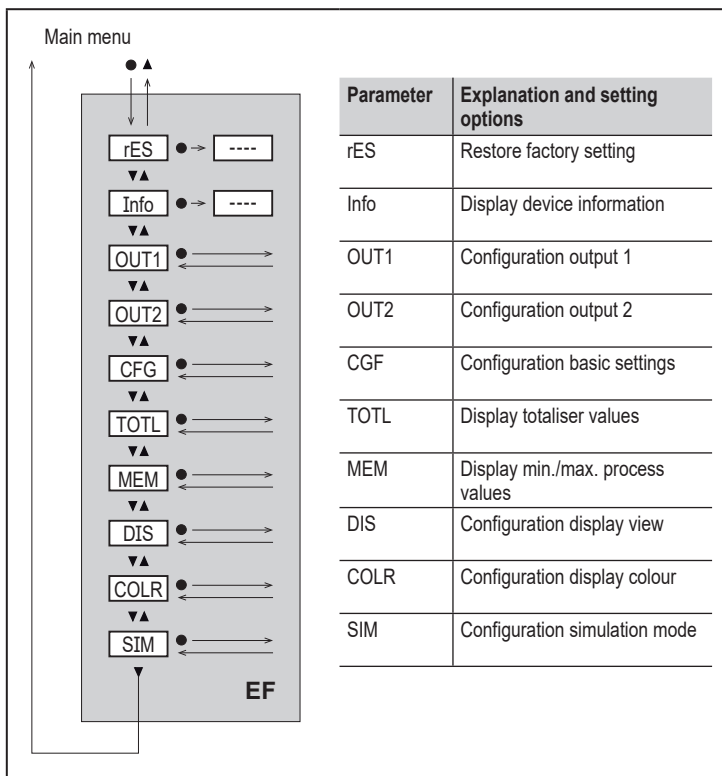 Main menu
rES
----
Info
----
OUT1
OUT2
CFG
TOTL
MEM
DIS
COLR
SIM
EF
Parameter
Explanation and setting
options
rES
Restore factory setting
Info
Display device information
OUT1
Configuration output 1
OUT2
Configuration output 2
CGF
Configuration basic settings
TOTL
Display totaliser values
MEM
Display min./max. process
values
DIS
Configuration display view
COLR
Configuration display colour
SIM
Configuration simulation mode